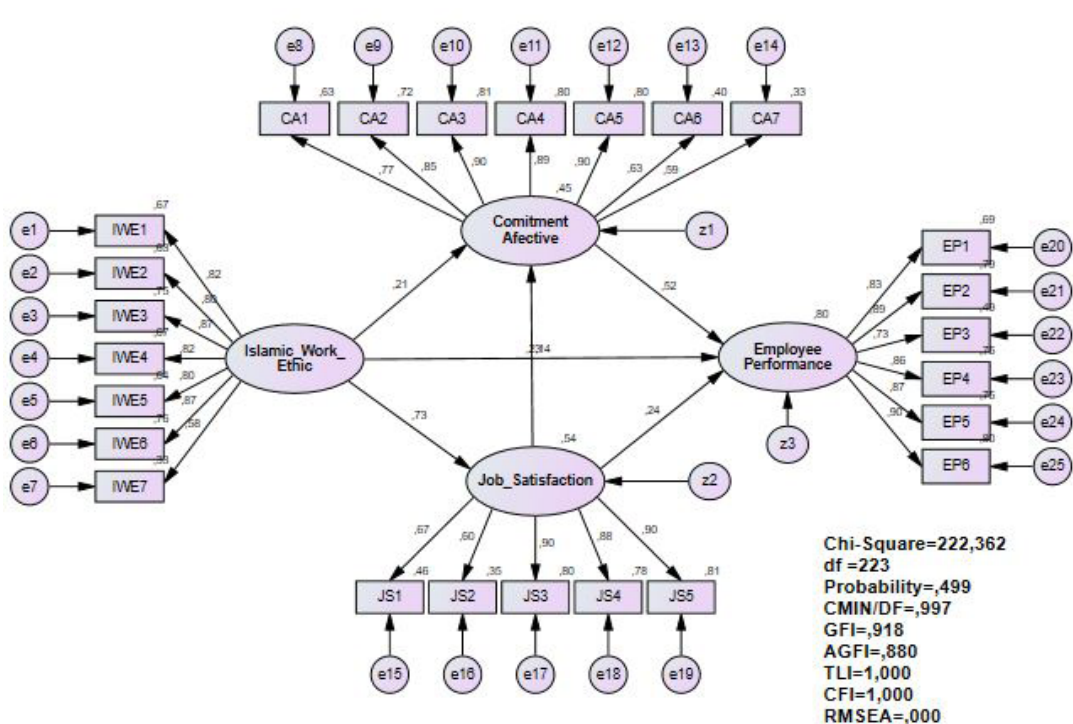 e8 e9 e10 e11 e12 e13 e14
,63 ,72 ,81 ,80 ,80 ,40 ,33
CA1 CA2 CA3 CA4 CA5 CA6 CA7
,77 ,85 ,90 ,89 ,90 ,63 ,59
,45
Comitment
Afective
z1
,67
e1 IWE1
e2 IWE2
e3 IWE3
e4 IWE4
e5 IWE5
e6 IWE6
e7 IWE7
,82
,87
,82
,80
,87
,58
Islamic_Work_
Ethic
,21
,52
,73
,24
,80
Employee
Performance
z3
,69
EP1 e20
EP2 e21
EP3 e22
EP4 e23
EP5 e24
EP6 e25
,83
,89
,73
,86
,87
,90
,54
Job_Satisfaction
z2
,67 ,60 ,90 ,88 ,90
,46 ,35 ,80 ,78 ,81
JS1 JS2 JS3 JS4 JS5
e15 e16 e17 e18 e19
Chi-Square=222,362
df =223
Probability=,499
CMIN/DF=,997
GFI=,918
AGFI=,880
TLI=1,000
CFI=1,000
RMSEA=,000